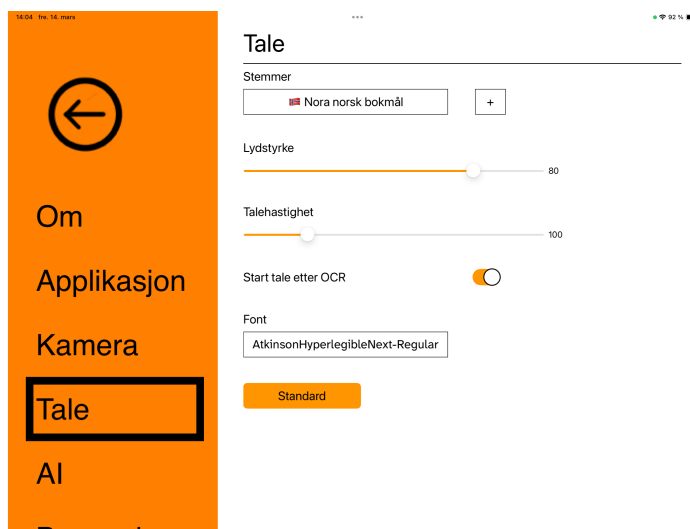 14:04 fre. 14. mars
92 %
Om
Applikasjon
Kamera
Tale
AI
Tale
Stemmer
Nora norsk bokmål
+
Lydstyrke
80
Talehastighet
100
Start tale etter OCR
Font
AtkinsonHyperlegibleNext-Regular
Standard